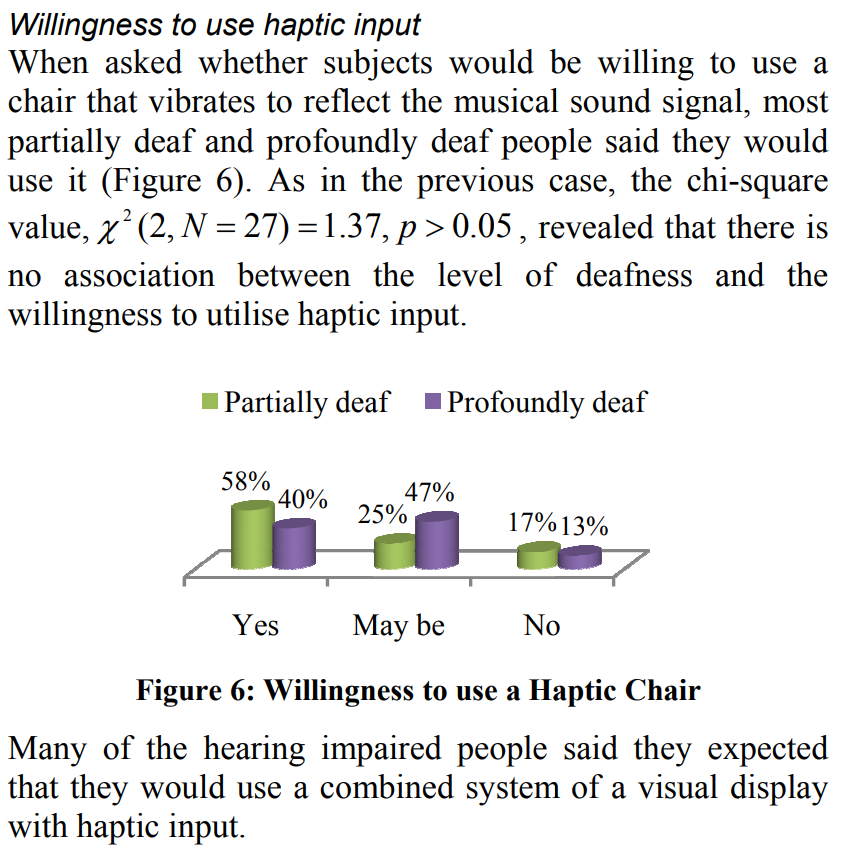 Willingness to use haptic input
When asked whether subjects would be willing to use a
chair that vibrates to reflect the musical sound signal, most
partially deaf and profoundly deaf people said they would
use it (Figure 6). As in the previous case, the chi-square
value, χ² (2, N = 27) = 1.37, p > 0.05 , revealed that there is
no association between the level of deafness and the
willingness to utilise haptic input.
Partially deaf Profoundly deaf
58% 40% 25% 47% 17% 13%
Yes May be No
Figure 6: Willingness to use a Haptic Chair
Many of the hearing impaired people said they expected
that they would use a combined system of a visual display
with haptic input.